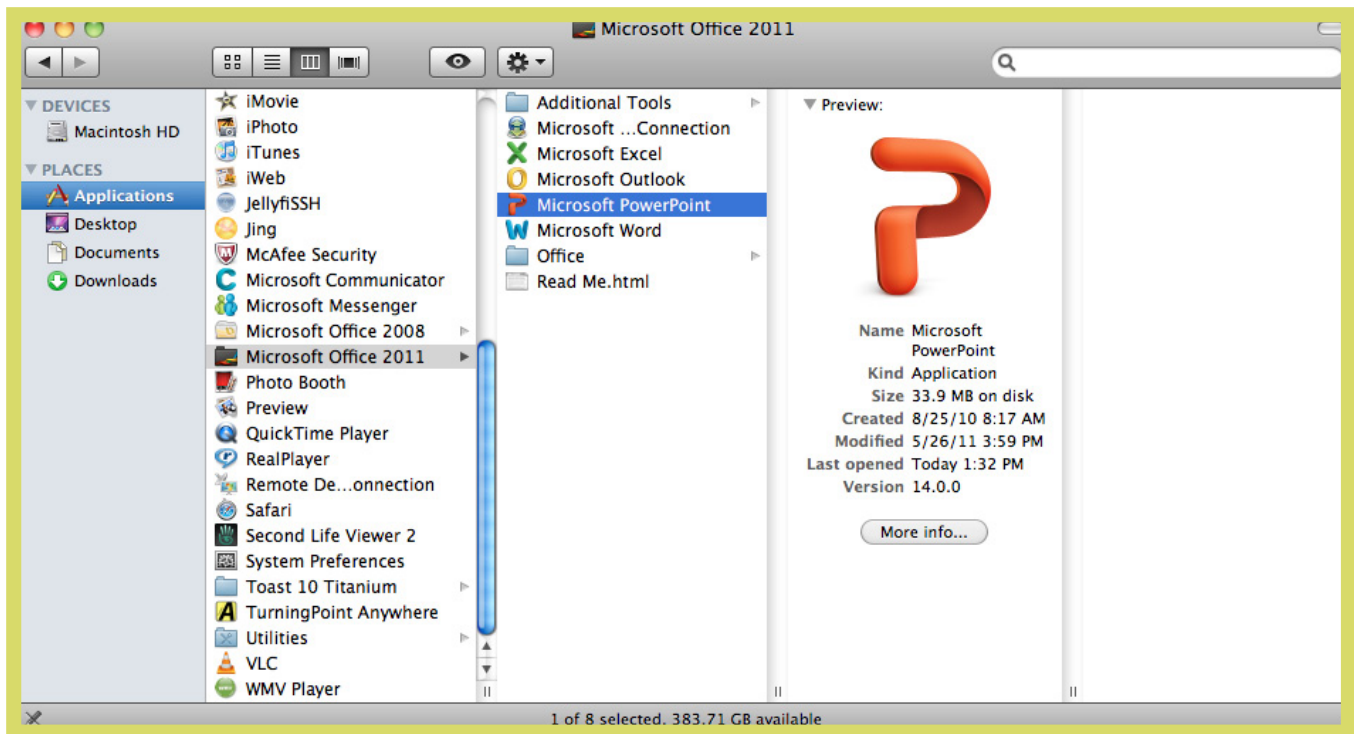 Microsoft Office 2011
DEVICES
Macintosh HD
PLACES
Applications
Desktop
Documents
Downloads
iMovie
iPhoto
iTunes
iWeb
JellyfiSSH
Jing
McAfee Security
Microsoft Communicator
Microsoft Messenger
Microsoft Office 2008
Microsoft Office 2011
Photo Booth
Preview
QuickTime Player
RealPlayer
Remote De...onnection
Safari
Second Life Viewer 2
System Preferences
Toast 10 Titanium
TurningPoint Anywhere
Utilities
VLC
WMV Player
Additional Tools
Microsoft ...Connection
Microsoft Excel
Microsoft Outlook
Microsoft PowerPoint
Microsoft Word
Office
Read Me.html
Preview:
Name Microsoft
PowerPoint
Kind Application
Size 33.9 MB on disk
Created 8/25/10 8:17 AM
Modified 5/26/11 3:59 PM
Last opened Today 1:32 PM
Version 14.0.0
More info...
1 of 8 selected, 383.71 GB available